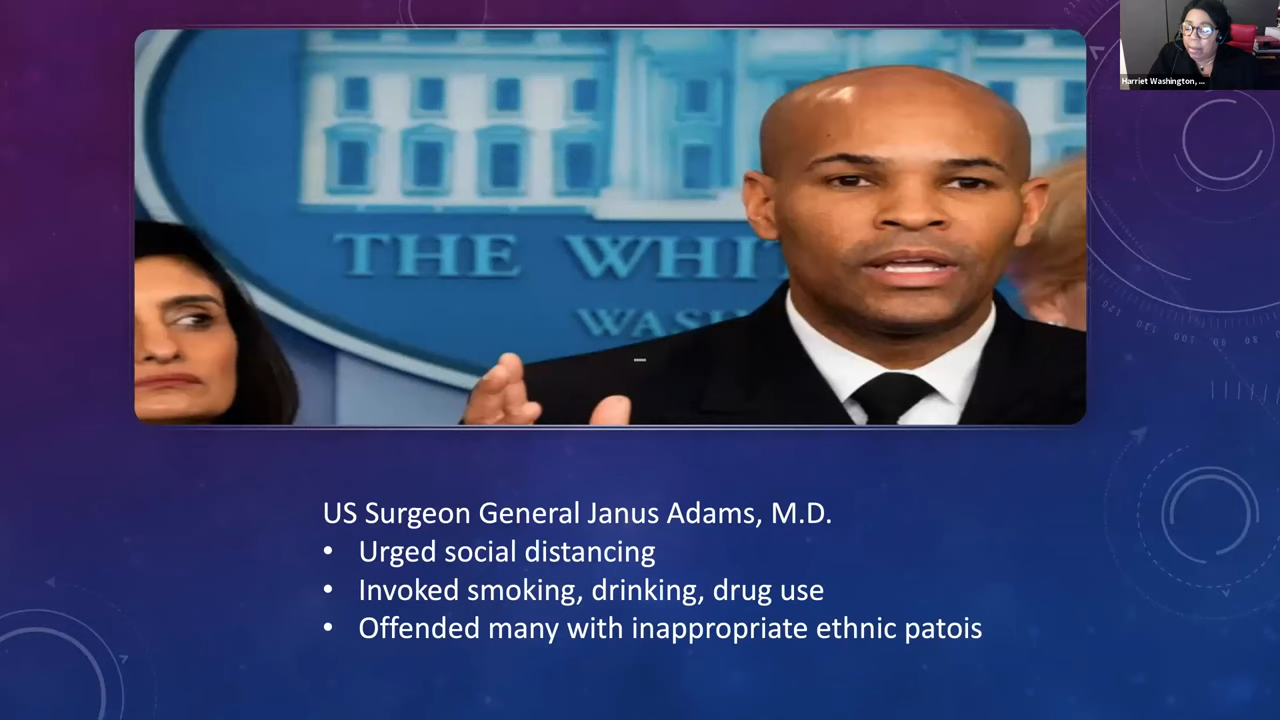 Harriet Washington, ...
THE WHIT
WASH
US Surgeon General Janus Adams, M.D.
• Urged social distancing
• Invoked smoking, drinking, drug use
• Offended many with inappropriate ethnic patois